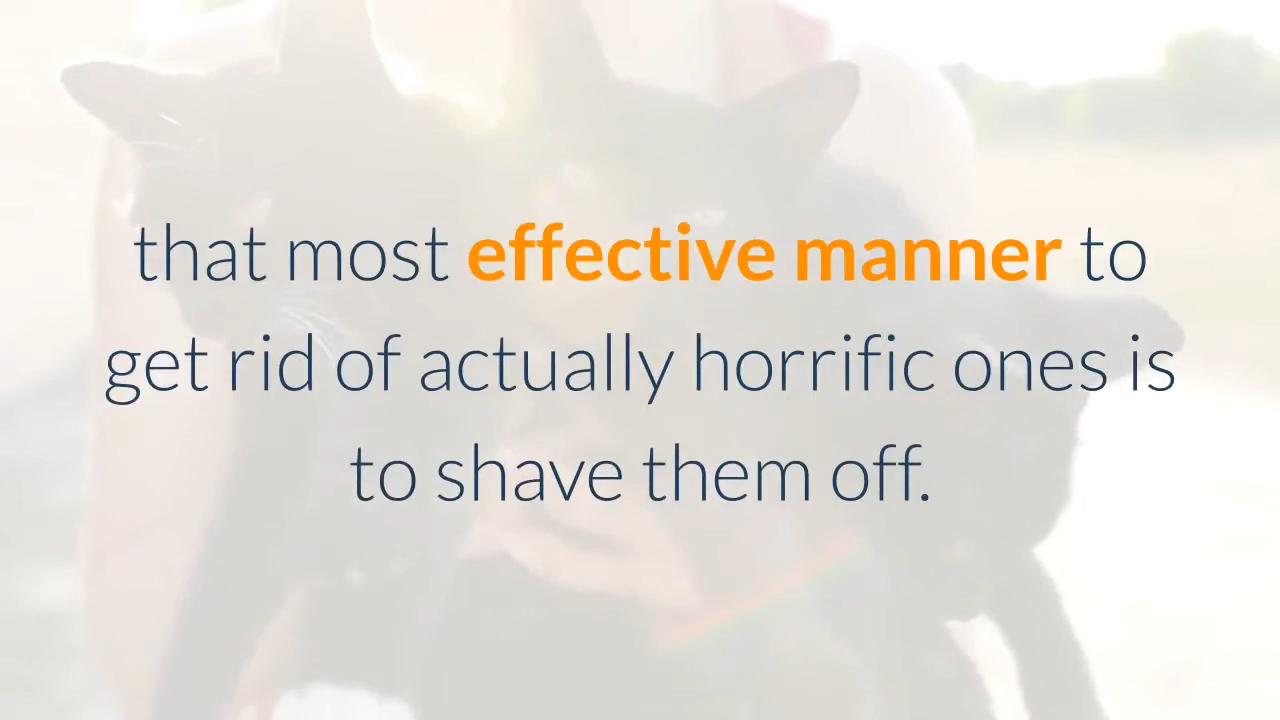 that most effective manner to
get rid of actually horrific ones is
to shave them off.